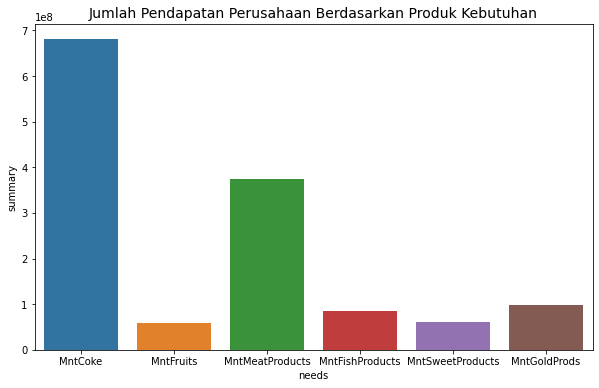 Jumlah Pendapatan Perusahaan Berdasarkan Produk Kebutuhan
1e8
7
6
5
4
3
2
1
0
summary
MntCoke MntFruits MntMeatProducts MntFishProducts MntSweetProducts MntGoldProds
needs